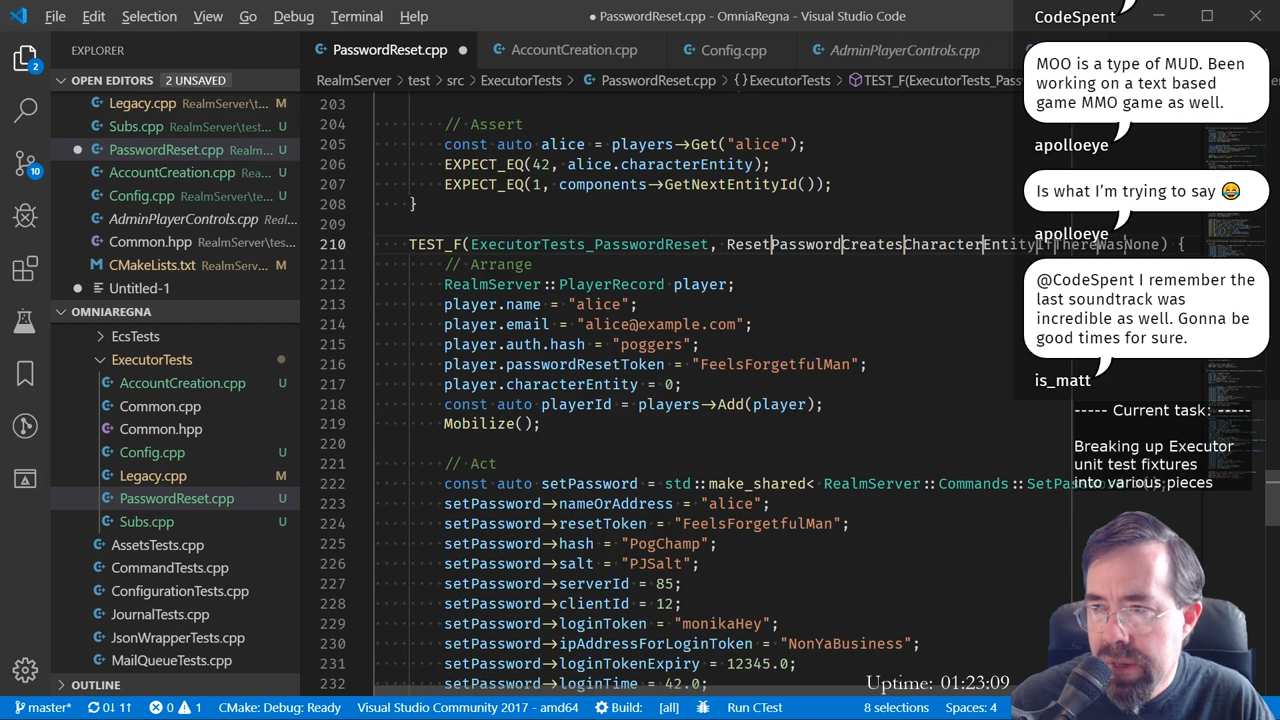 File Edit Selection View Go Debug Terminal Help
● PasswordReset.cpp - OmniaRegna - Visual Studio Code
CodeSpent
EXPLORER
PasswordReset.cpp
AccountCreation.cpp
Config.cpp
AdminPlayerControls.cpp
OPEN EDITORS 2 UNSAVED
RealmServer > test > src > ExecutorTests > PasswordReset.cpp > {} ExecutorTests >
Legacy.cpp RealmServer\t... M
Subs.cpp RealmServer\test... U
PasswordReset.cpp Realm... U
AccountCreation.cpp Real... U
Config.cpp RealmServer\te... U
AdminPlayerControls.cpp Real...
Common.hpp RealmServer\te...
CMakeLists.txt RealmServ... M
Untitled-1
OMNIAREGNA
EcsTests
ExecutorTests
AccountCreation.cpp U
Common.cpp
Common.hpp
Config.cpp U
Legacy.cpp M
PasswordReset.cpp U
Subs.cpp U
AssetsTests.cpp
CommandTests.cpp
ConfigurationTests.cpp
JournalTests.cpp
JsonWrapperTests.cpp
MailQueueTests.cpp
OUTLINE
2
10
203
204 // Assert
205 const auto alice = players→Get("alice");
206 EXPECT_EQ( alice.characterEntity);
207 EXPECT_EQ(1, components→GetNextEntityId());
208 }
209
210 TEST_F(ExecutorTests_PasswordReset, ResetPasswordCreatesCharacterEntityIfThereWasNone) {
211 // Arrange
212 RealmServer::PlayerRecord player;
213 player.name = "alice";
214 player.email = "alice@example.com";
215 player.auth.hash = "poggers";
216 player.passwordResetToken = "FeelsForgetfulMan";
217 player.characterEntity = 0;
218 const auto playerId = players→Add(player);
219 Mobilize();
220
221 // Act
222 const auto setPassword = std::make_shared< RealmServer::Commands::
223 setPassword→nameOrAddress = "alice";
224 setPassword→resetToken = "FeelsForgetfulMan";
225 setPassword→hash = "PogChamp";
226 setPassword→salt = "PJSalt";
227 setPassword→serverId = 85;
228 setPassword→clientId = 12;
229 setPassword→loginToken = "monikaHey";
230 setPassword→ipAddressForLoginToken = "NonYaBusiness";
231 setPassword→loginTokenExpiry = 12345.0;
232 setPassword→loginTime = 42.0;
MOO is a type of MUD. Been
working on a text based
game MMO game as well.
apolloeye
Is what I'm trying to say 😂
apolloeye
@CodeSpent I remember the
last soundtrack was
incredible as well. Gonna be
good times for sure.
is_matt
----- Current task: -----
Breaking up Executor
unit test fixtures
into various pieces
Uptime: 01:23:09
master* 0↓ 1↑ 0 1 CMake: Debug: Ready Visual Studio Community 2017 - amd64 Build: [all] Run CTest 8 selections Spaces: 4